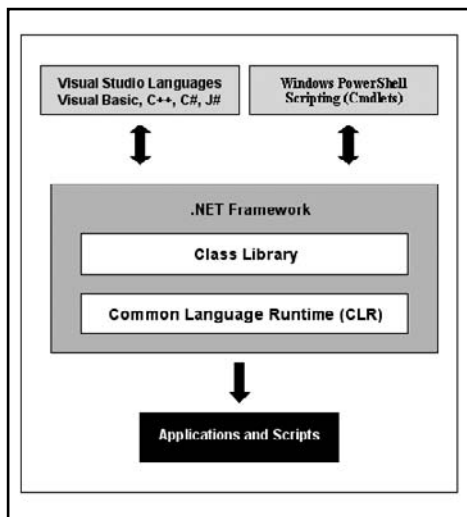 Visual Studio Languages
Visual Basic, C++, C#, J#
Windows PowerShell
Scripting (Cmdlets)
.NET Framework
Class Library
Common Language Runtime (CLR)
Applications and Scripts